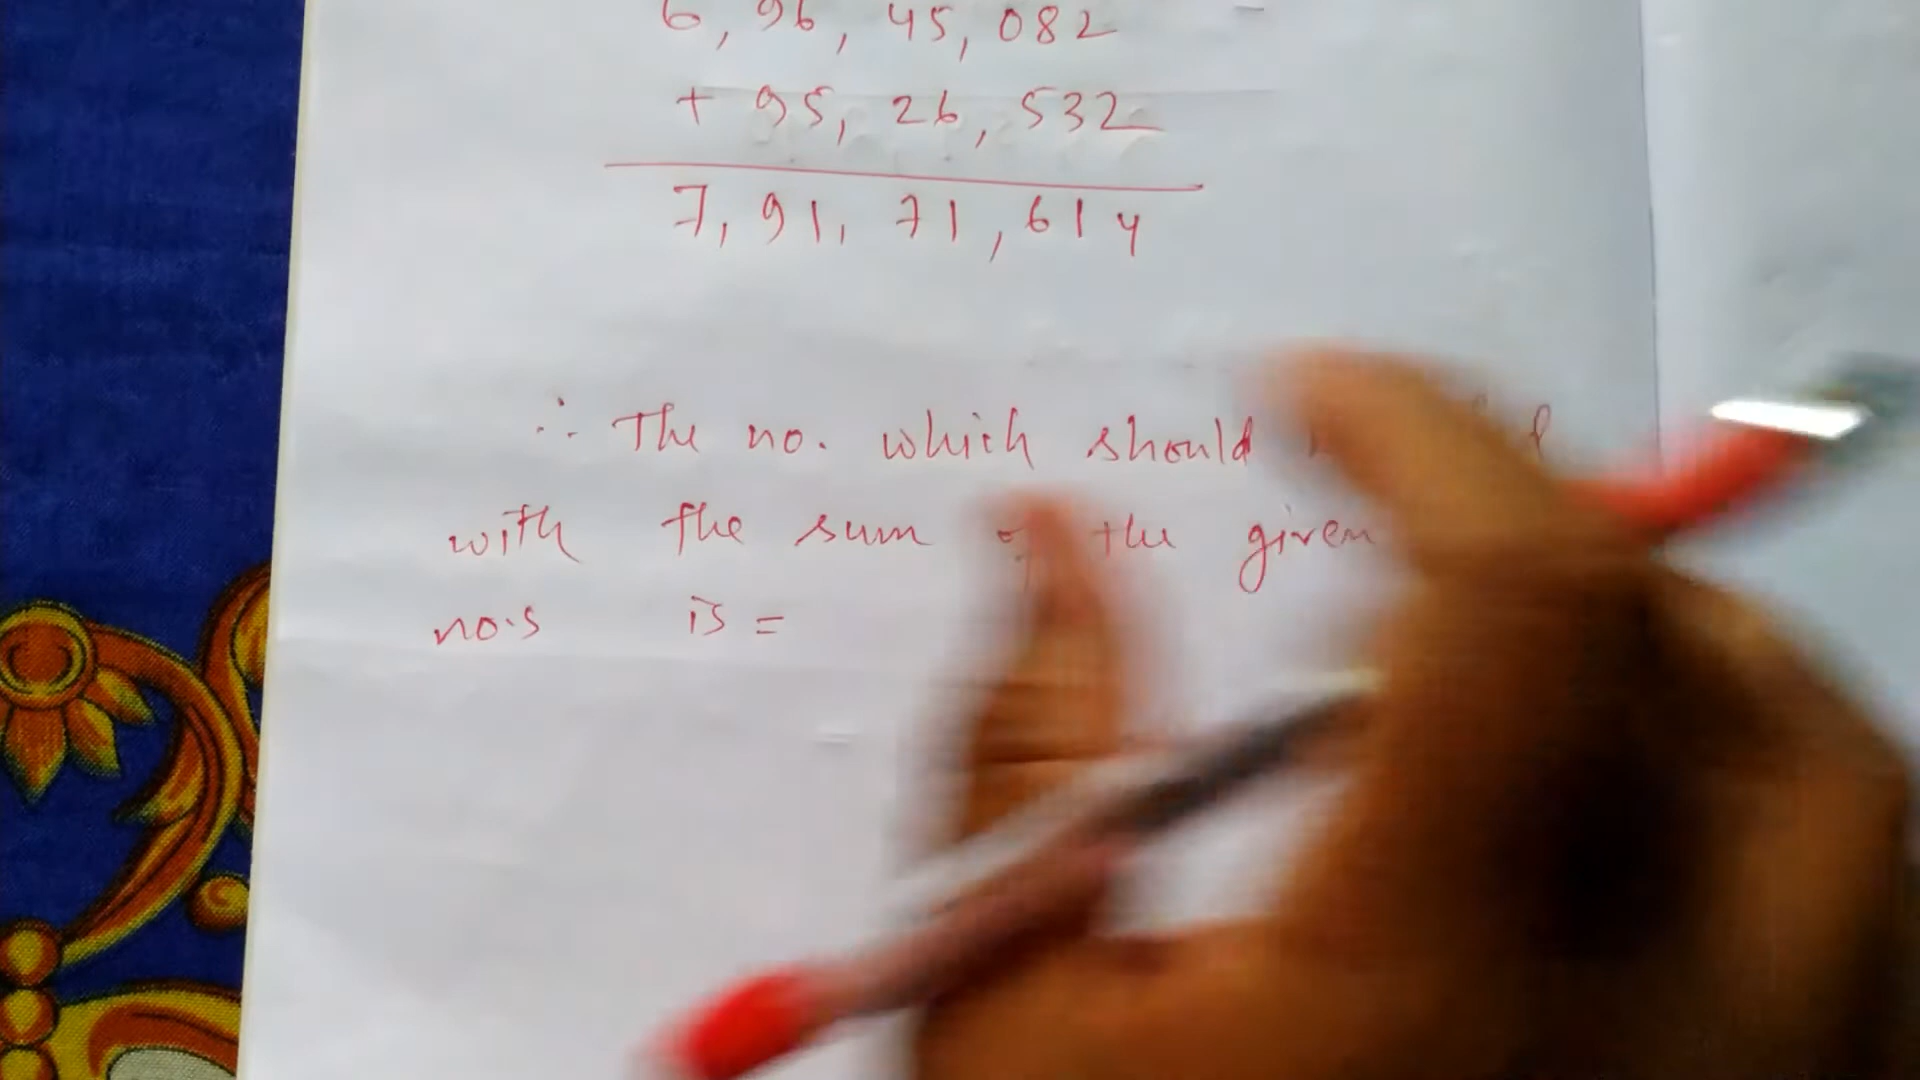 6, 96, 45, 082
+ 95, 26, 532
7, 91, 71, 614
∴ The no. which should
with the sum of the given
no.s is =